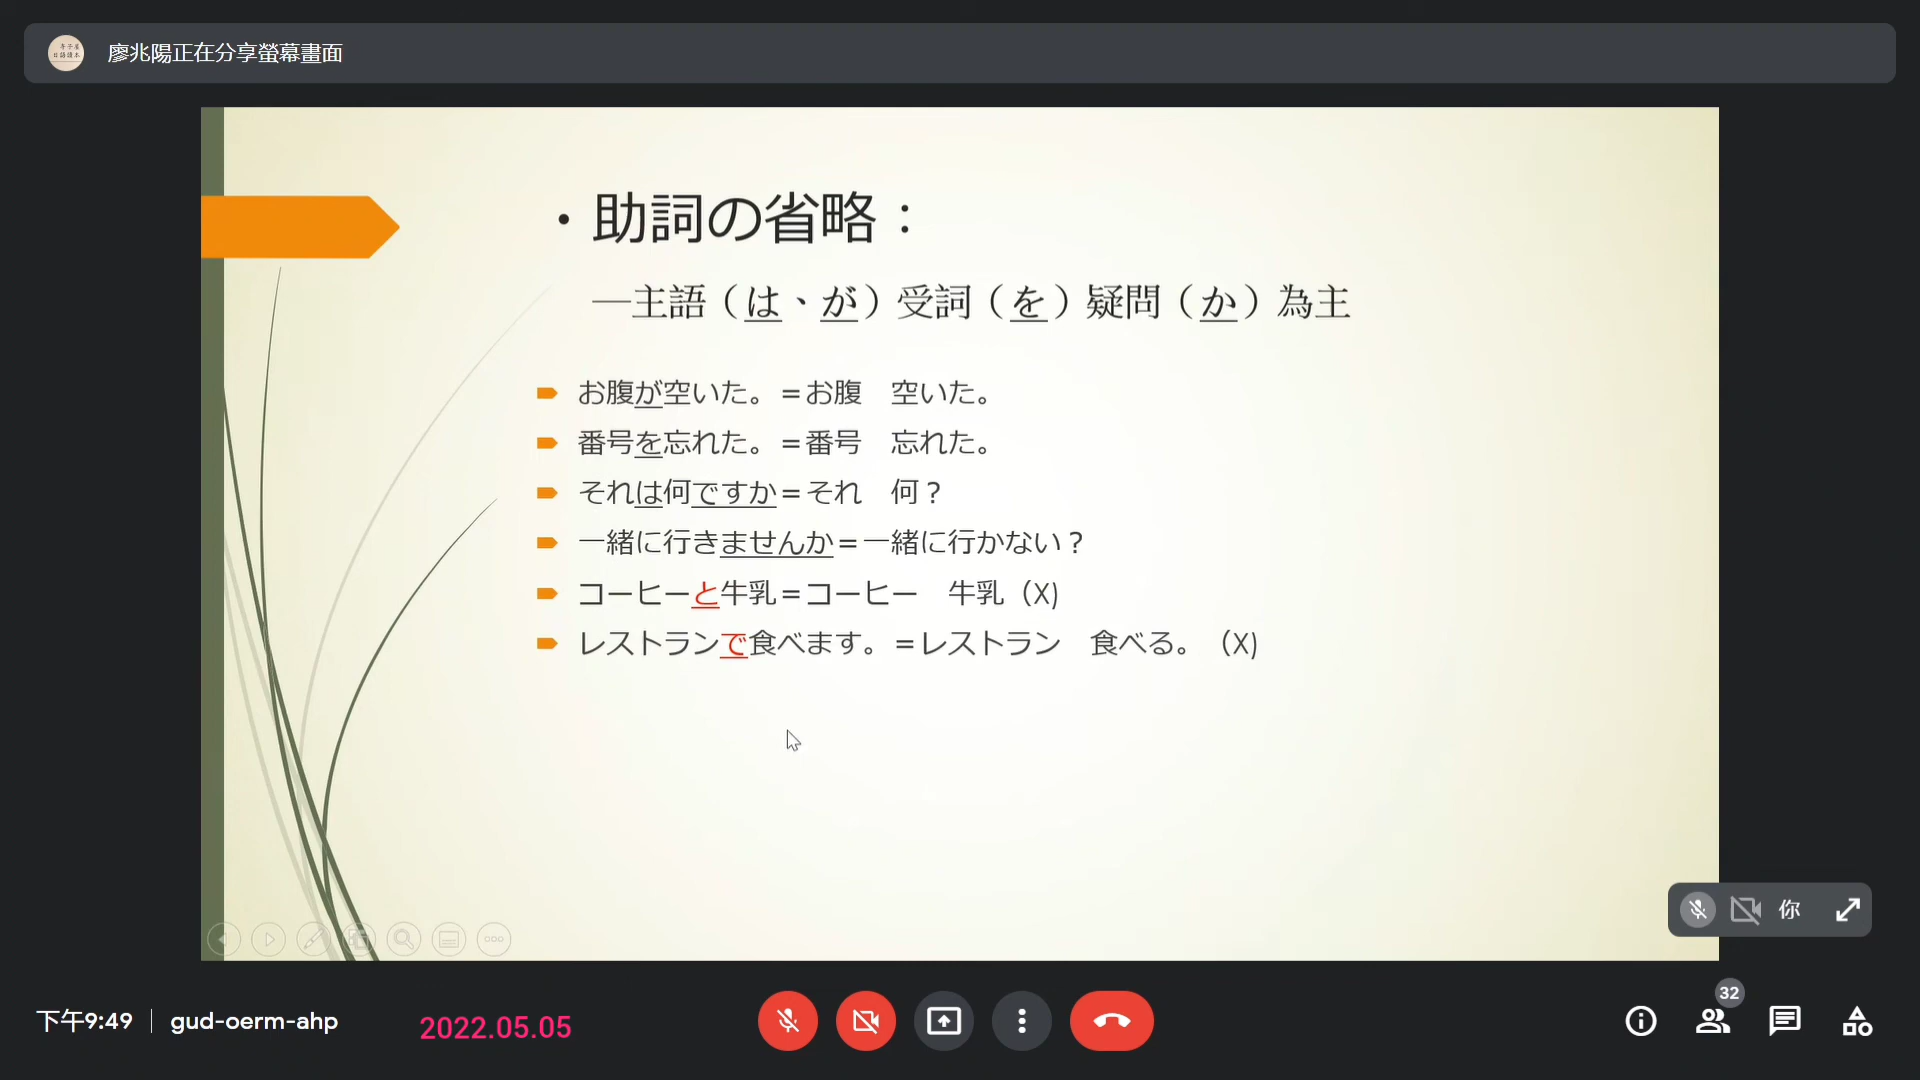 廖兆陽正在分享螢幕畫面
・助詞の省略：
—主語（は、が）受詞（を）疑問（か）為主
お腹が空いた。＝お腹　空いた。
番号を忘れた。＝番号　忘れた。
それは何ですか＝それ　何？
一緒に行きませんか＝一緒に行かない？
コーヒーと牛乳＝コーヒー　牛乳（X)
レストランで食べます。＝レストラン　食べる。（X)
你
下午9:49 gud-oerm-ahp
2022.05.05
32